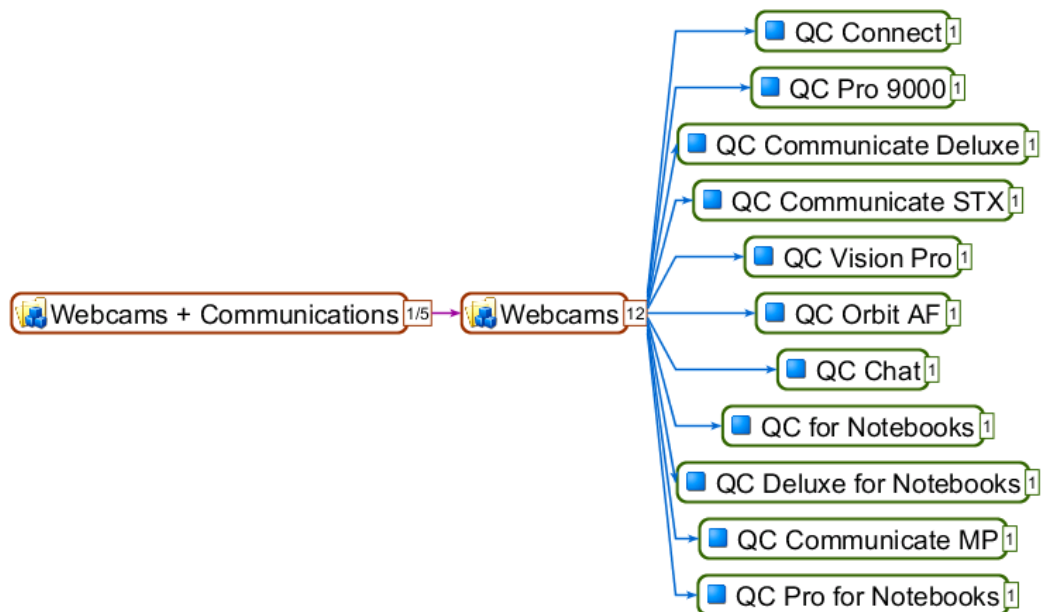 QC Connect 1
QC Pro 9000 1
QC Communicate Deluxe 1
QC Communicate STX 1
QC Vision Pro 1
Webcams + Communications 1/5
Webcams 12
QC Orbit AF 1
QC Chat 1
QC for Notebooks 1
QC Deluxe for Notebooks 1
QC Communicate MP 1
QC Pro for Notebooks 1